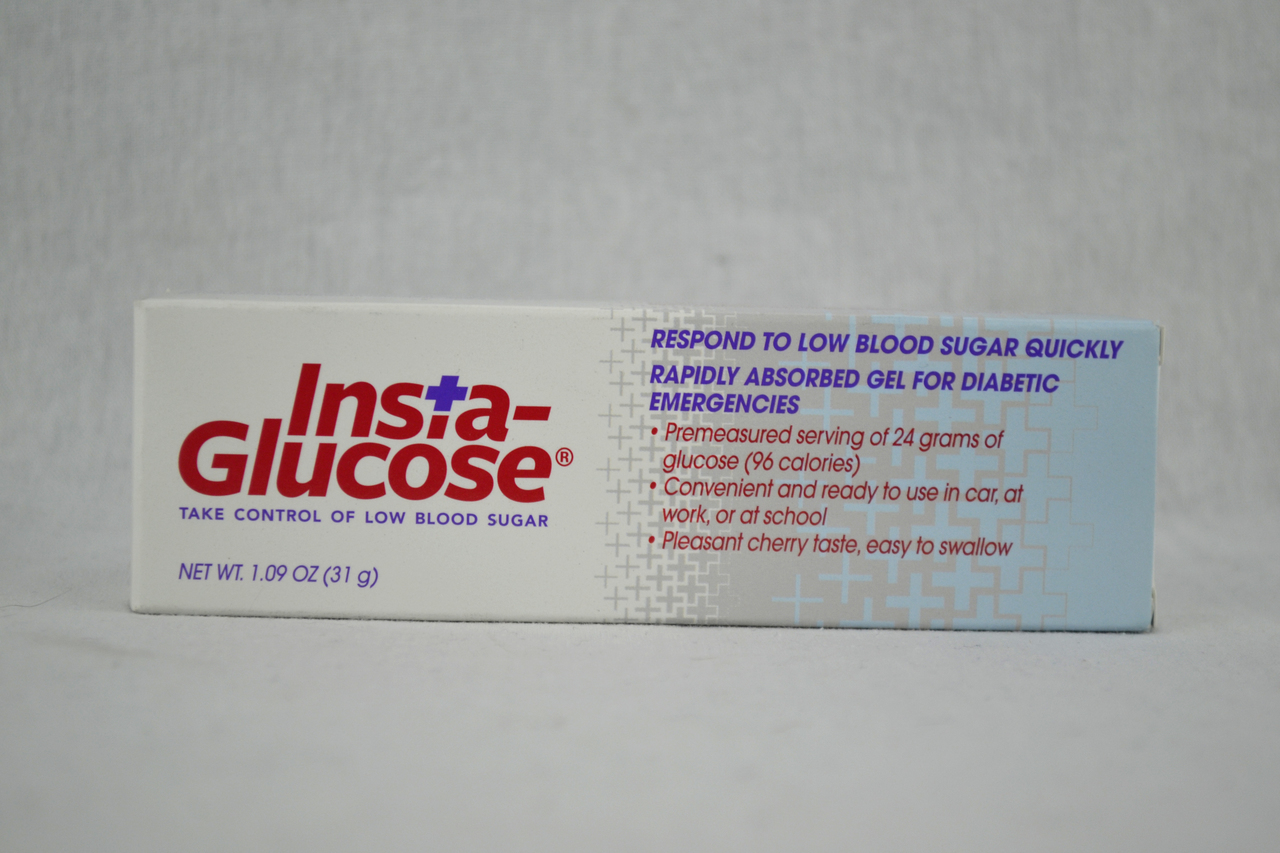 Insta-
Glucose®
TAKE CONTROL OF LOW BLOOD SUGAR
NET WT. 1.09 OZ (31 g)
RESPOND TO LOW BLOOD SUGAR QUICKLY
RAPIDLY ABSORBED GEL FOR DIABETIC
EMERGENCIES
• Premeasured serving of 24 grams of
glucose (96 calories)
• Convenient and ready to use in car, at
work, or at school
• Pleasant cherry taste, easy to swallow